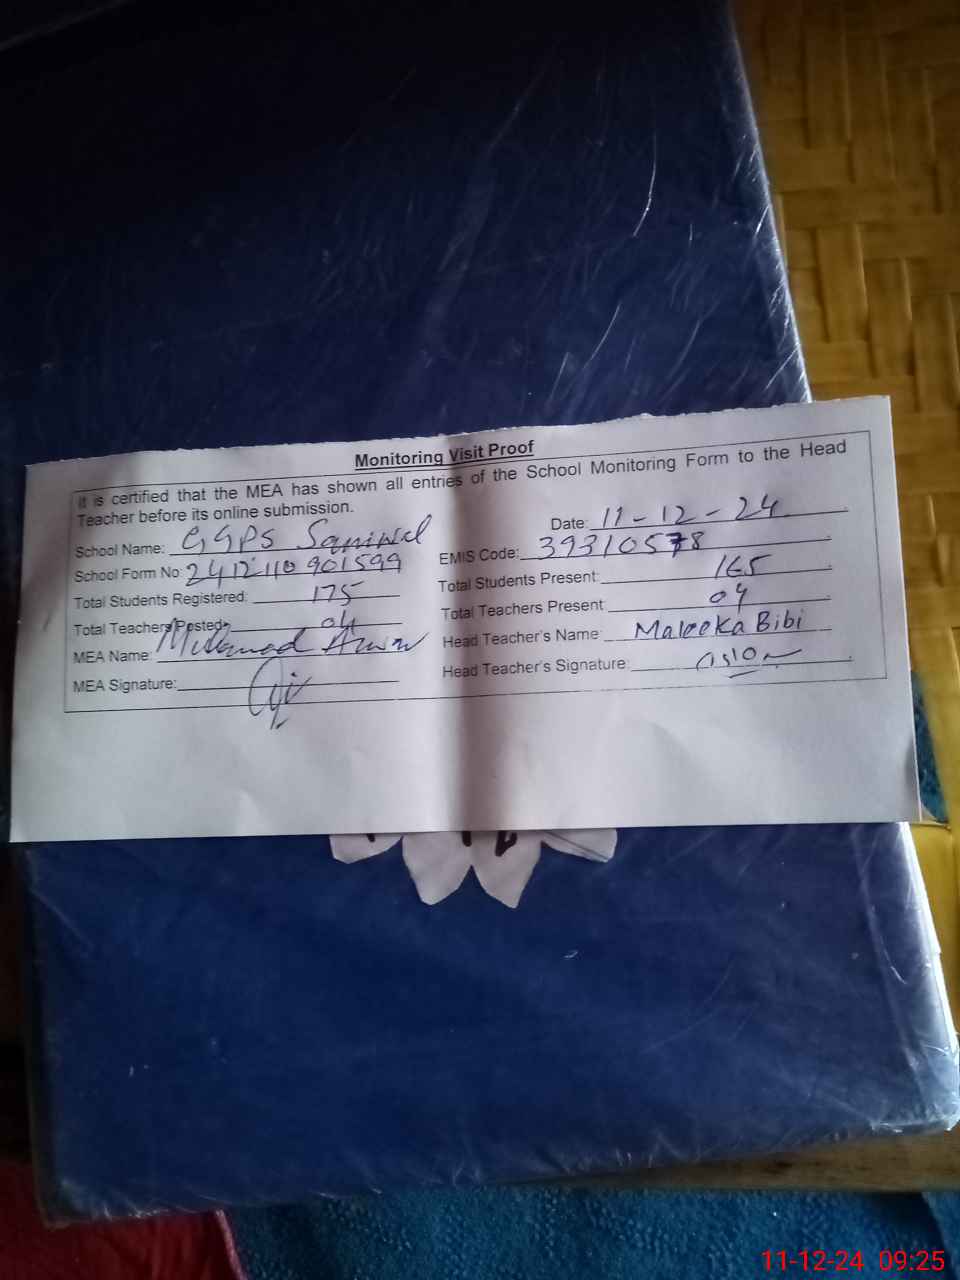 Monitoring Visit Proof
It is certified that the MEA has shown all entries of the School Monitoring Form to the Head
Teacher before its online submission.
Date: 11-12-24
School Name: GGPS
EMIS Code: 39310578
School Form No: 2412110901599
Total Students Present: 165
Total Students Registered: 175
Total Teachers Present: 04
Total Teachers Posted: 04
Head Teacher's Name: Maleeka Bibi
MEA Name:
Head Teacher's Signature:
MEA Signature:
11-12-24 09:25